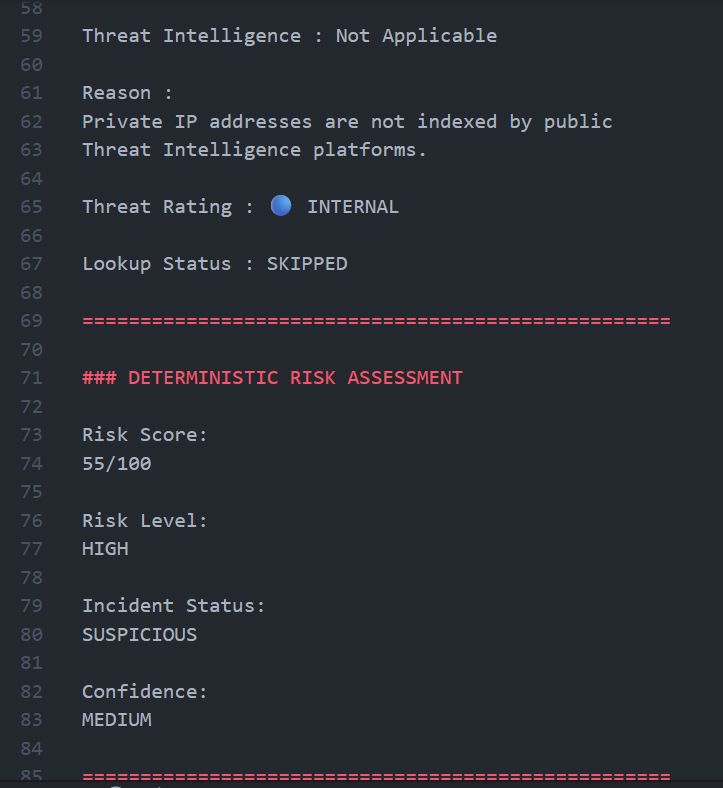 58
59 Threat Intelligence : Not Applicable
60
61 Reason :
62 Private IP addresses are not indexed by public
63 Threat Intelligence platforms.
64
65 Threat Rating : 🔵 INTERNAL
66
67 Lookup Status : SKIPPED
68
69 ===================================================
70
71 ### DETERMINISTIC RISK ASSESSMENT
72
73 Risk Score:
74 55/100
75
76 Risk Level:
77 HIGH
78
79 Incident Status:
80 SUSPICIOUS
81
82 Confidence:
83 MEDIUM
84
85 ===================================================